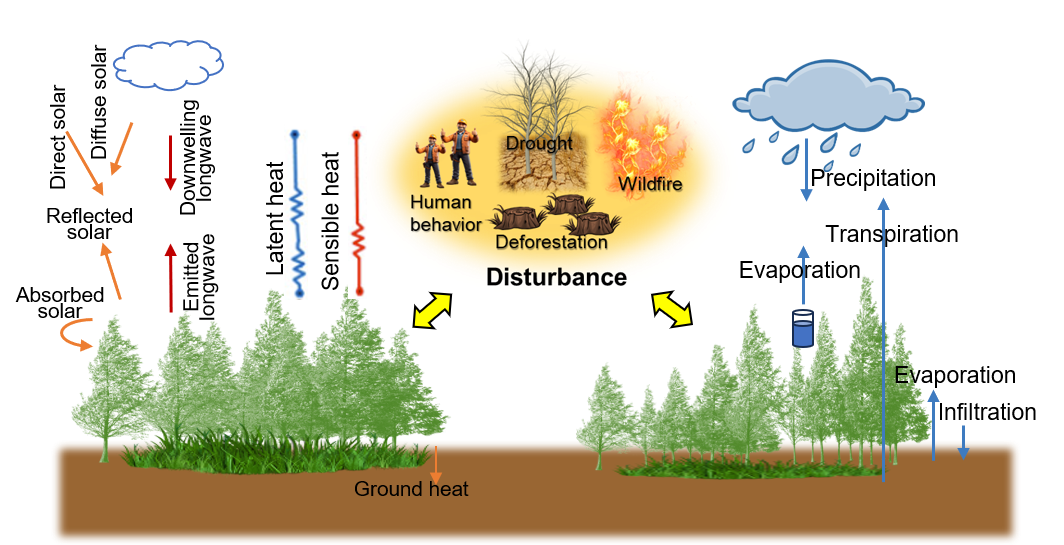 Direct solar
Diffuse solar
Downwelling
longwave
Reflected
solar
Emitted
longwave
Absorbed
solar
Latent heat
Sensible heat
Human
behavior
Drought
Wildfire
Deforestation
Disturbance
Precipitation
Transpiration
Evaporation
Evaporation
Infiltration
Ground heat